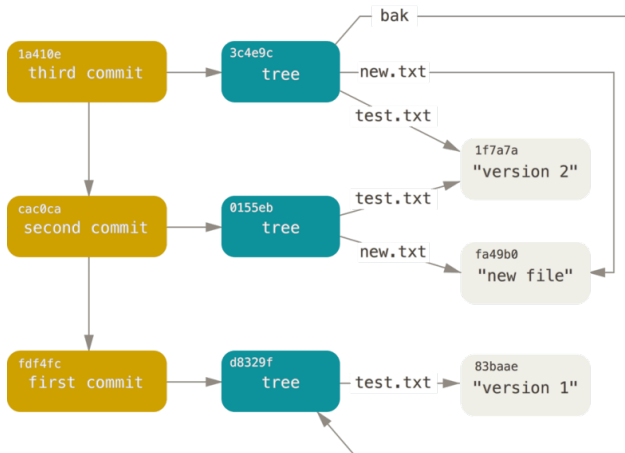 bak
1a410e
third commit
3c4e9c
tree
new.txt
test.txt
1f7a7a
"version 2"
cac0ca
second commit
0155eb
tree
test.txt
new.txt
fa49b0
"new file"
fdf4fc
first commit
d8329f
tree
test.txt
83baae
"version 1"